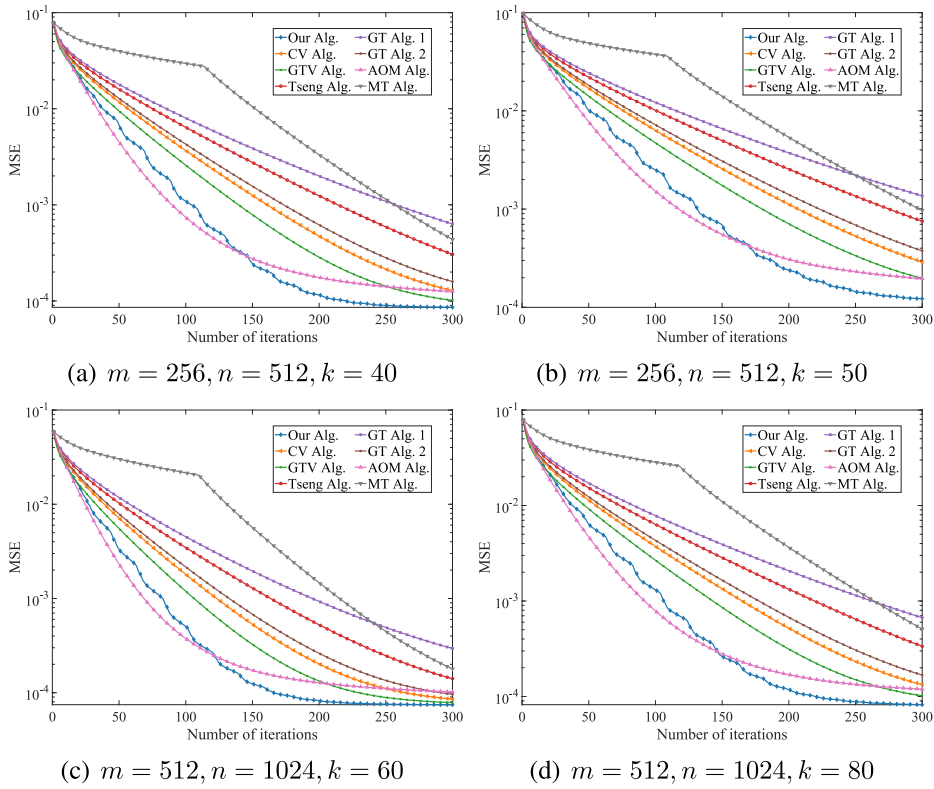 10^{-1}
10^{-2}
10^{-3}
10^{-4}
MSE
0 50 100 150 200 250 300
Number of iterations
Our Alg. GT Alg. 1
CV Alg. GT Alg. 2
GTV Alg. AOM Alg.
Tseng Alg. MT Alg.
(a) m = 256, n = 512, k = 40
10^{-1}
10^{-2}
10^{-3}
10^{-4}
MSE
0 50 100 150 200 250 300
Number of iterations
Our Alg. GT Alg. 1
CV Alg. GT Alg. 2
GTV Alg. AOM Alg.
Tseng Alg. MT Alg.
(b) m = 256, n = 512, k = 50
10^{-1}
10^{-2}
10^{-3}
10^{-4}
MSE
0 50 100 150 200 250 300
Number of iterations
Our Alg. GT Alg. 1
CV Alg. GT Alg. 2
GTV Alg. AOM Alg.
Tseng Alg. MT Alg.
(c) m = 512, n = 1024, k = 60
10^{-1}
10^{-2}
10^{-3}
10^{-4}
MSE
0 50 100 150 200 250 300
Number of iterations
Our Alg. GT Alg. 1
CV Alg. GT Alg. 2
GTV Alg. AOM Alg.
Tseng Alg. MT Alg.
(d) m = 512, n = 1024, k = 80